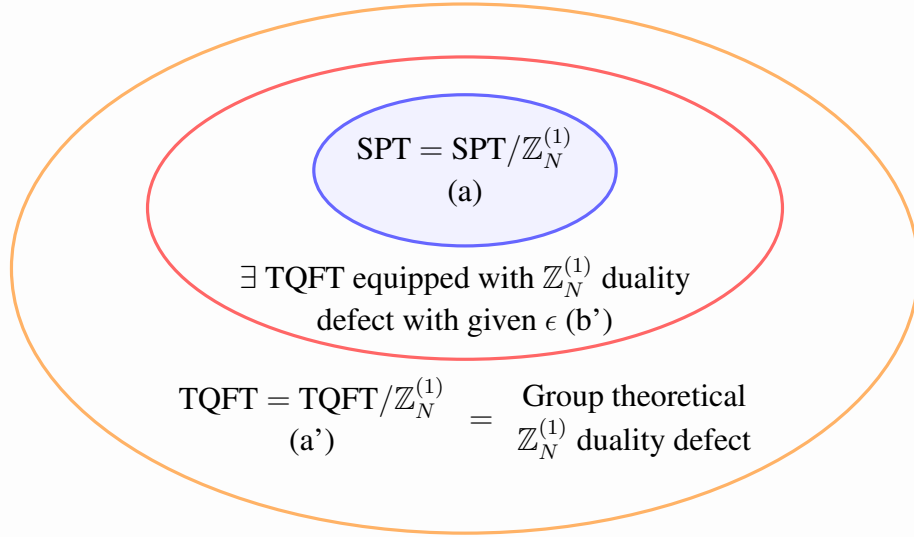 SPT = SPT/ℤ_N^{(1)}
(a)
∃ TQFT equipped with ℤ_N^{(1)} duality
defect with given ϵ (b’)
TQFT = TQFT/ℤ_N^{(1)}
(a’)
=
Group theoretical
ℤ_N^{(1)} duality defect